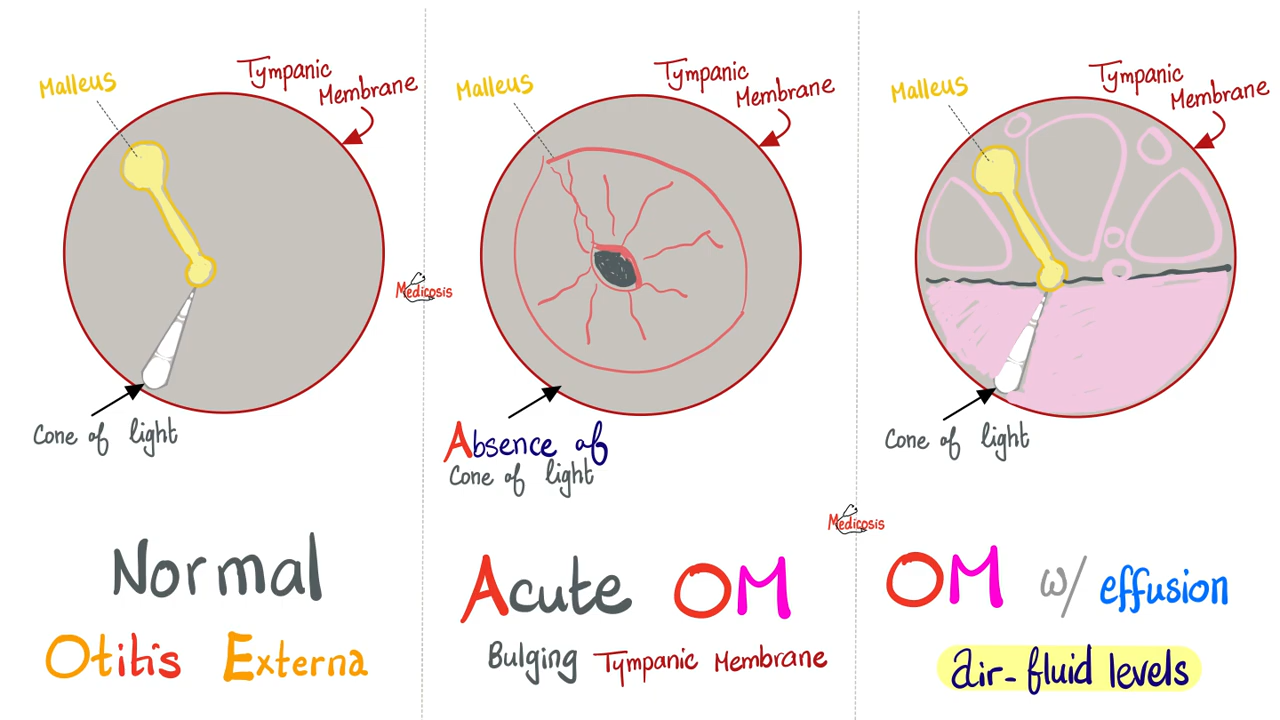 Malleus
Tympanic
Membrane
Cone of light
Normal
Otitis Externa
Medicosis
Malleus
Tympanic
Membrane
Absence of
Cone of light
Acute OM
Bulging Tympanic Membrane
Medicosis
Malleus
Tympanic
Membrane
Cone of light
OM w/ effusion
air-fluid levels